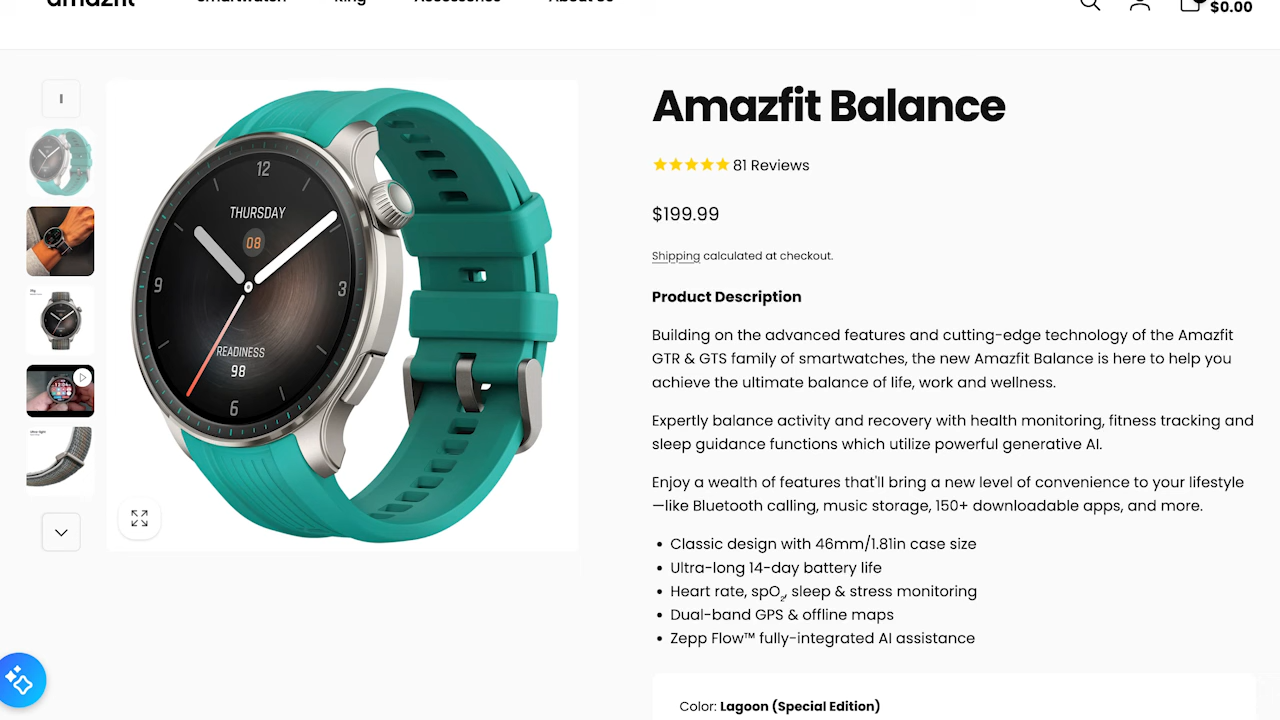 amazfit Smartwatch Ring Accessories About Us $0.00
Amazfit Balance
81 Reviews
$199.99
Shipping calculated at checkout.
Product Description
Building on the advanced features and cutting-edge technology of the Amazfit
GTR & GTS family of smartwatches, the new Amazfit Balance is here to help you
achieve the ultimate balance of life, work and wellness.
Expertly balance activity and recovery with health monitoring, fitness tracking and
sleep guidance functions which utilize powerful generative AI.
Enjoy a wealth of features that'll bring a new level of convenience to your lifestyle
—like Bluetooth calling, music storage, 150+ downloadable apps, and more.
• Classic design with 46mm/1.81in case size
• Ultra-long 14-day battery life
• Heart rate, spO₂, sleep & stress monitoring
• Dual-band GPS & offline maps
• Zepp Flow™ fully-integrated AI assistance
Color: Lagoon (Special Edition)
12
THURSDAY
08
9
3
READINESS
98
6